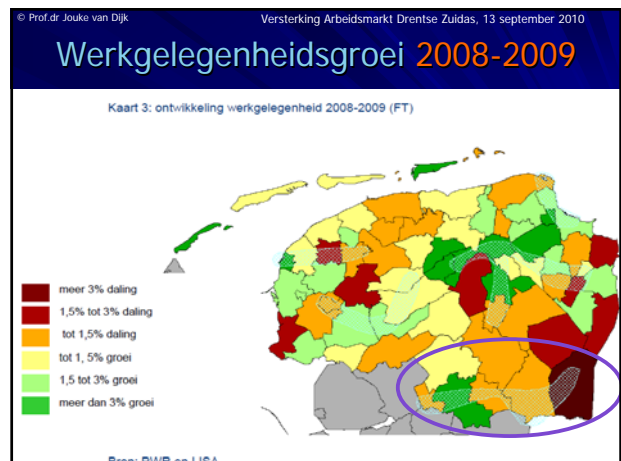 © Prof.dr Jouke van Dijk Versterking Arbeidsmarkt Drentse Zuidas, 13 september 2010
Werkgelegenheidsgroei 2008-2009
Kaart 3: ontwikkeling werkgelegenheid 2008-2009 (FT)
meer 3% daling
1,5% tot 3% daling
tot 1,5% daling
tot 1, 5% groei
1,5 tot 3% groei
meer dan 3% groei